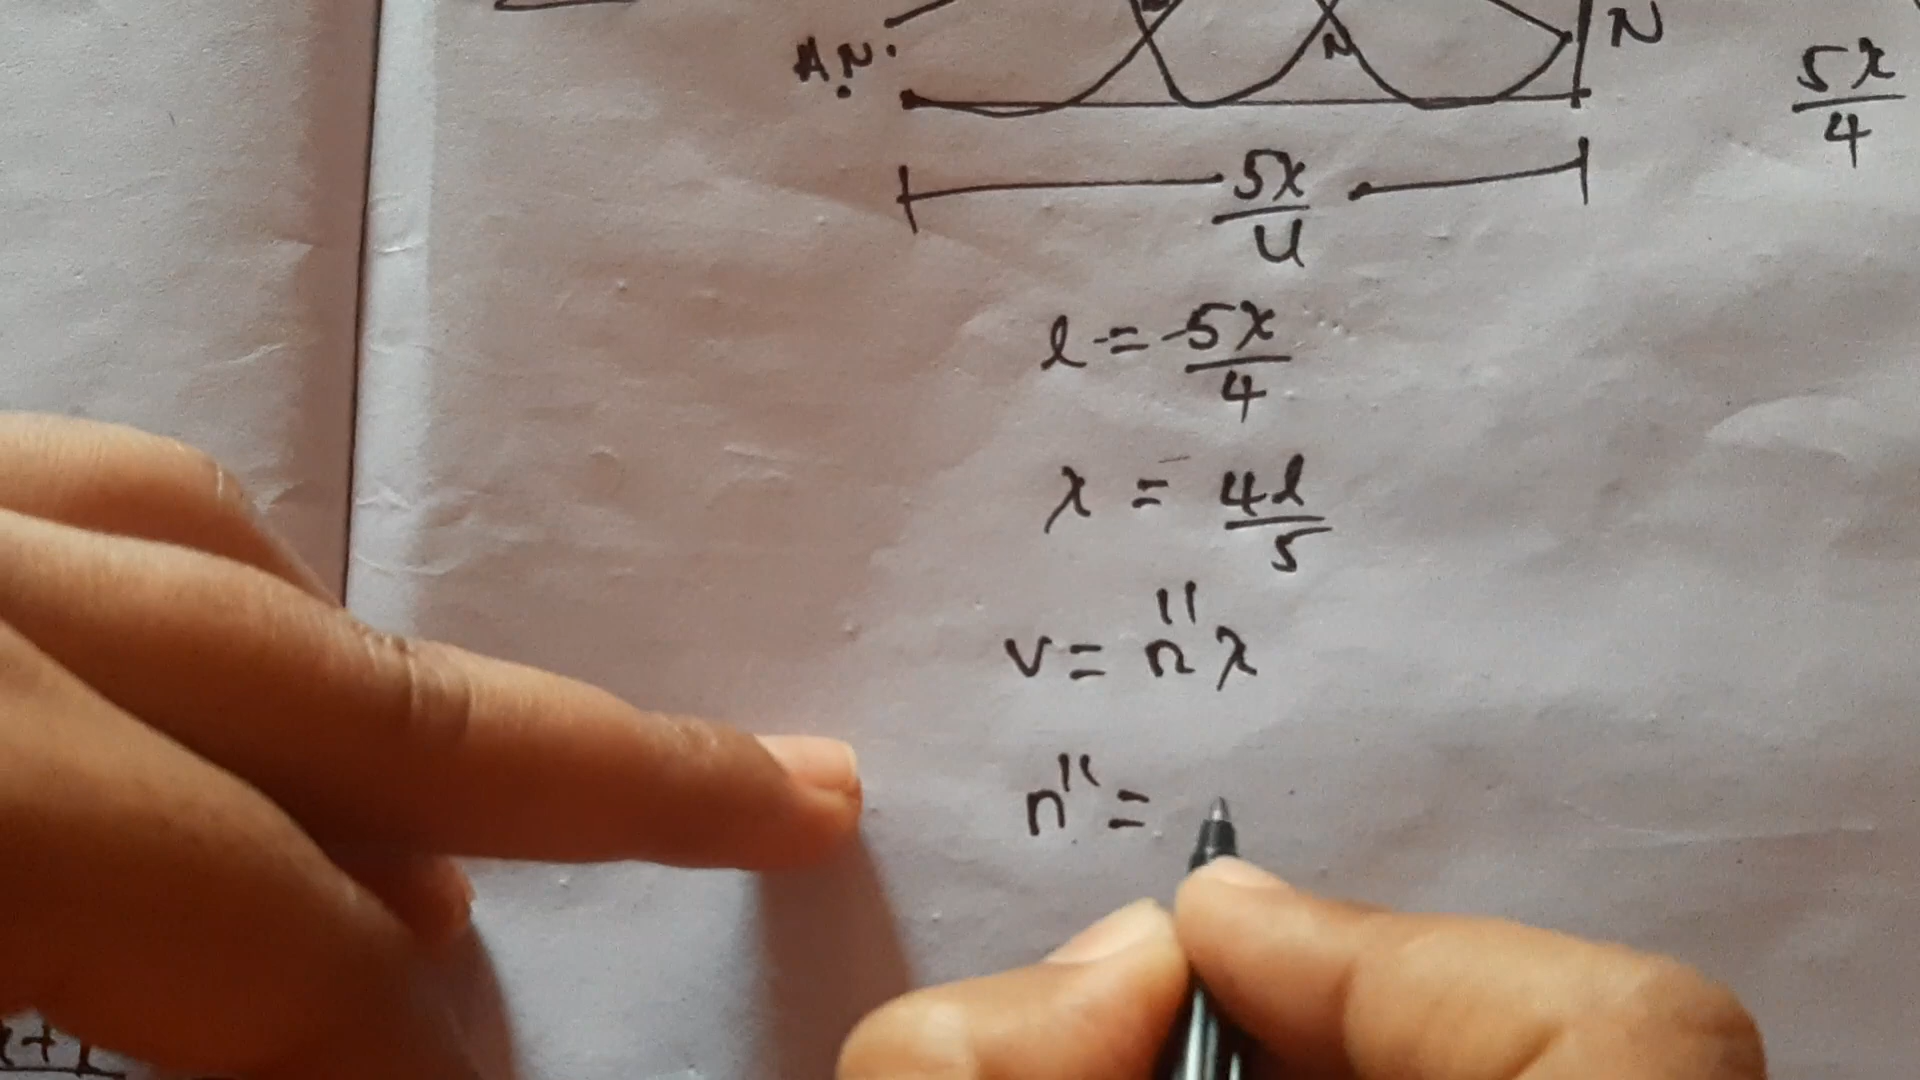 A.N.
N
N
5λ/4
5λ/4
l = 5λ/4
λ = 4l/5
v = n''λ
n'' =